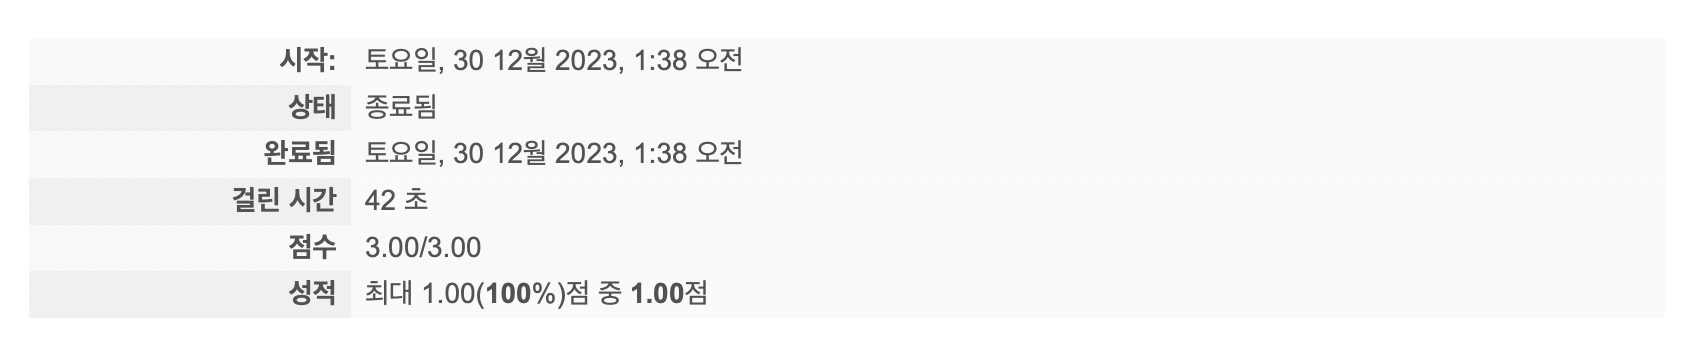 시작: 토요일, 30 12월 2023, 1:38 오전
상태 종료됨
완료됨 토요일, 30 12월 2023, 1:38 오전
걸린 시간 42 초
점수 3.00/3.00
성적 최대 1.00(100%)점 중 1.00점